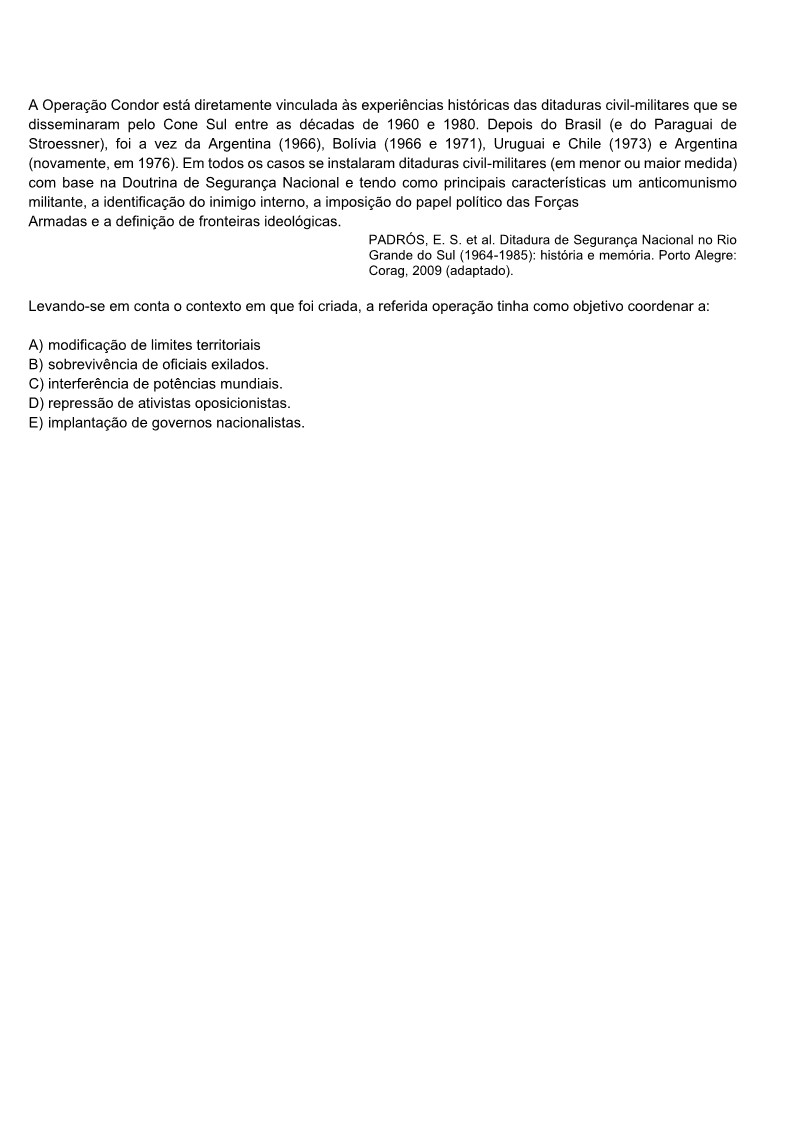 A Operação Condor está diretamente vinculada às experiências históricas das ditaduras civil-militares que se
disseminaram pelo Cone Sul entre as décadas de 1960 e 1980. Depois do Brasil (e do Paraguai de
Stroessner), foi a vez da Argentina (1966), Bolívia (1966 e 1971), Uruguai e Chile (1973) e Argentina
(novamente, em 1976). Em todos os casos se instalaram ditaduras civil-militares (em menor ou maior medida)
com base na Doutrina de Segurança Nacional e tendo como principais características um anticomunismo
militante, a identificação do inimigo interno, a imposição do papel político das Forças
Armadas e a definição de fronteiras ideológicas.
PADRÓS, E. S. et al. Ditadura de Segurança Nacional no Rio
Grande do Sul (1964-1985): história e memória. Porto Alegre:
Corag, 2009 (adaptado).
Levando-se em conta o contexto em que foi criada, a referida operação tinha como objetivo coordenar a:
A) modificação de limites territoriais
B) sobrevivência de oficiais exilados.
C) interferência de potências mundiais.
D) repressão de ativistas oposicionistas.
E) implantação de governos nacionalistas.